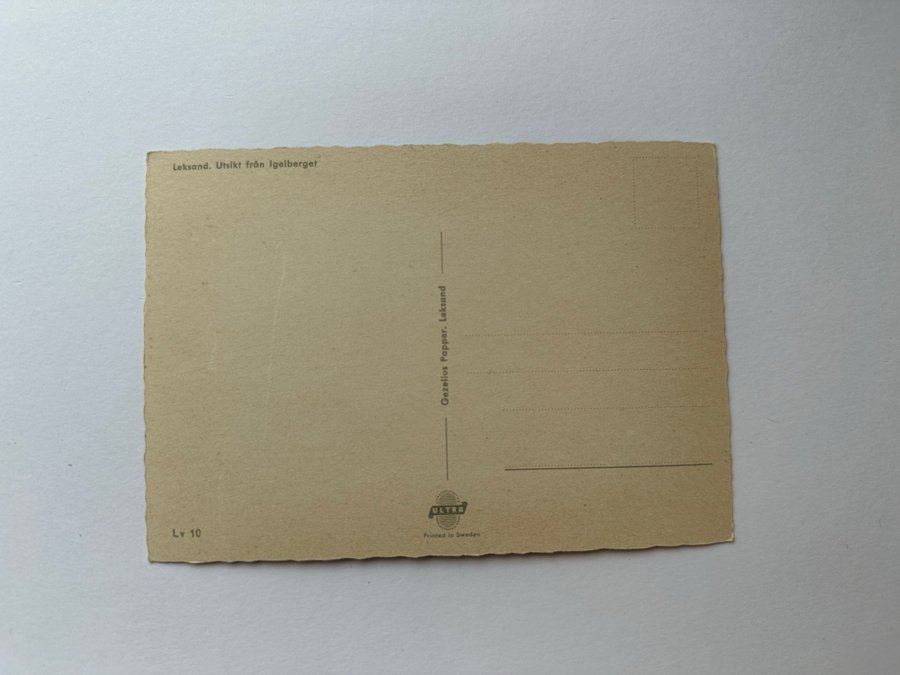 Leksand. Utsikt från Igelberget
Gezelius Papper. Leksand
Lv 10
ULTRA
Printed in Sweden